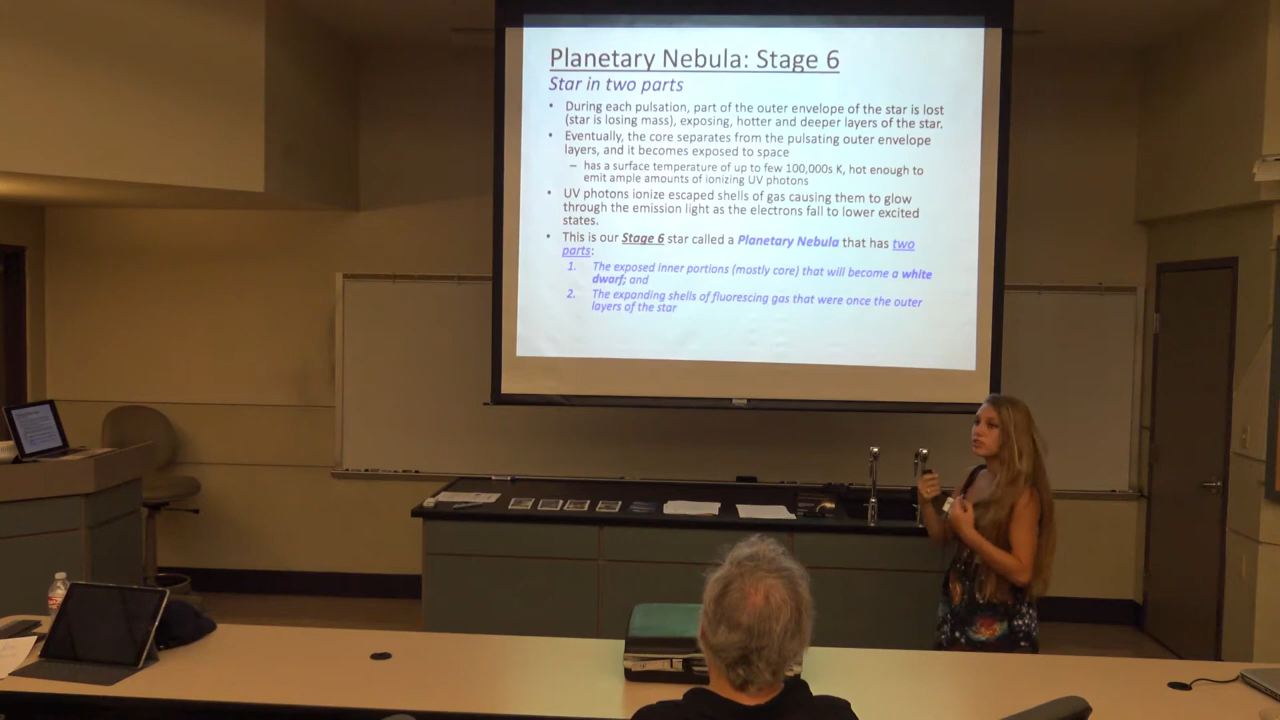 Planetary Nebula: Stage 6
Star in two parts
• During each pulsation, part of the outer envelope of the star is lost
(star is losing mass), exposing, hotter and deeper layers of the star.
• Eventually, the core separates from the pulsating outer envelope
layers, and it becomes exposed to space
– has a surface temperature of up to few 100,000s K, hot enough to
emit ample amounts of ionizing UV photons
• UV photons ionize escaped shells of gas causing them to glow
through the emission light as the electrons fall to lower excited
states.
• This is our Stage 6 star called a Planetary Nebula that has two
parts:
1. The exposed inner portions (mostly core) that will become a white
dwarf; and
2. The expanding shells of fluorescing gas that were once the outer
layers of the star